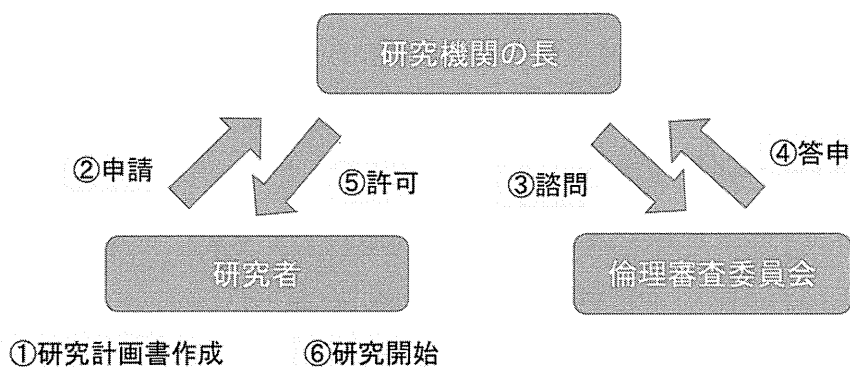 研究機関の長
②申請
⑤許可
③諮問
④答申
研究者
倫理審査委員会
①研究計画書作成
⑥研究開始